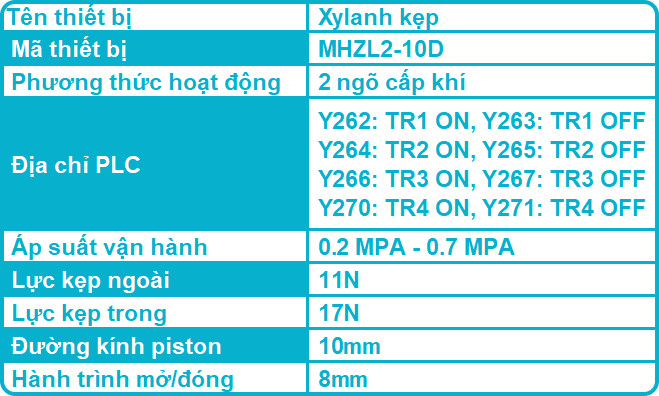 Tên thiết bị Xylanh kẹp
Mã thiết bị MHZL2-10D
Phương thức hoạt động 2 ngõ cấp khí
Địa chỉ PLC
Y262: TR1 ON, Y263: TR1 OFF
Y264: TR2 ON, Y265: TR2 OFF
Y266: TR3 ON, Y267: TR3 OFF
Y270: TR4 ON, Y271: TR4 OFF
Áp suất vận hành 0.2 MPA - 0.7 MPA
Lực kẹp ngoài 11N
Lực kẹp trong 17N
Đường kính piston 10mm
Hành trình mở/đóng 8mm